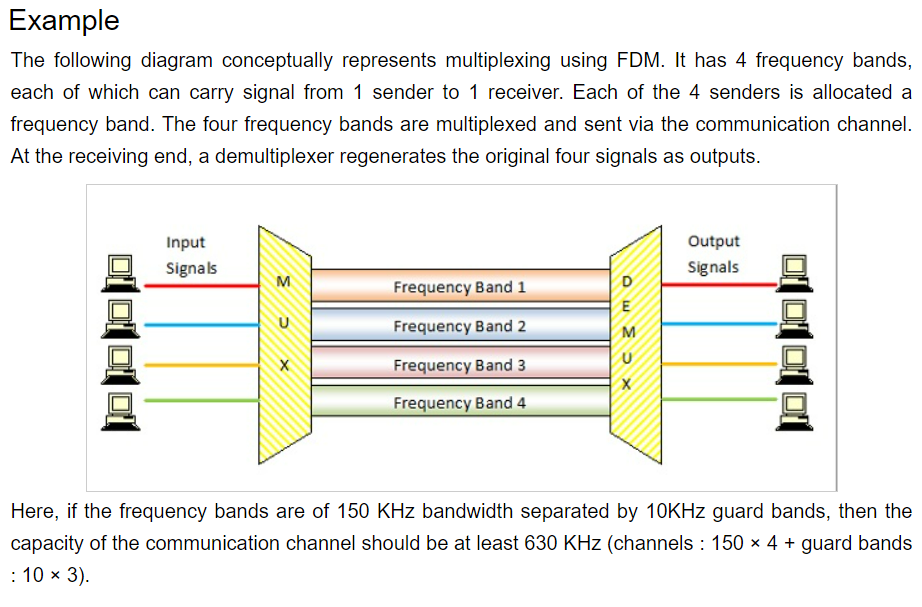 Example
The following diagram conceptually represents multiplexing using FDM. It has 4 frequency bands,
each of which can carry signal from 1 sender to 1 receiver. Each of the 4 senders is allocated a
frequency band. The four frequency bands are multiplexed and sent via the communication channel.
At the receiving end, a demultiplexer regenerates the original four signals as outputs.
Input
Signals
M
U
X
Frequency Band 1
Frequency Band 2
Frequency Band 3
Frequency Band 4
D
E
M
U
X
Output
Signals
Here, if the frequency bands are of 150 KHz bandwidth separated by 10KHz guard bands, then the
capacity of the communication channel should be at least 630 KHz (channels : 150 × 4 + guard bands
: 10 × 3).